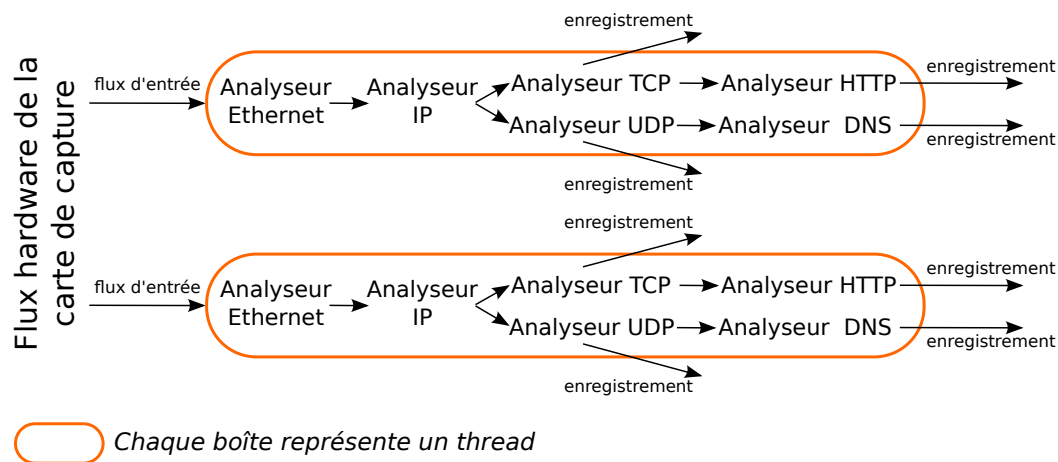 Flux hardware de la
carte de capture
enregistrement
flux d'entrée
Analyseur
Ethernet
Analyseur
IP
Analyseur TCP
Analyseur HTTP
enregistrement
Analyseur UDP
Analyseur DNS
enregistrement
enregistrement
enregistrement
flux d'entrée
Analyseur
Ethernet
Analyseur
IP
Analyseur TCP
Analyseur HTTP
enregistrement
Analyseur UDP
Analyseur DNS
enregistrement
enregistrement
Chaque boîte représente un thread